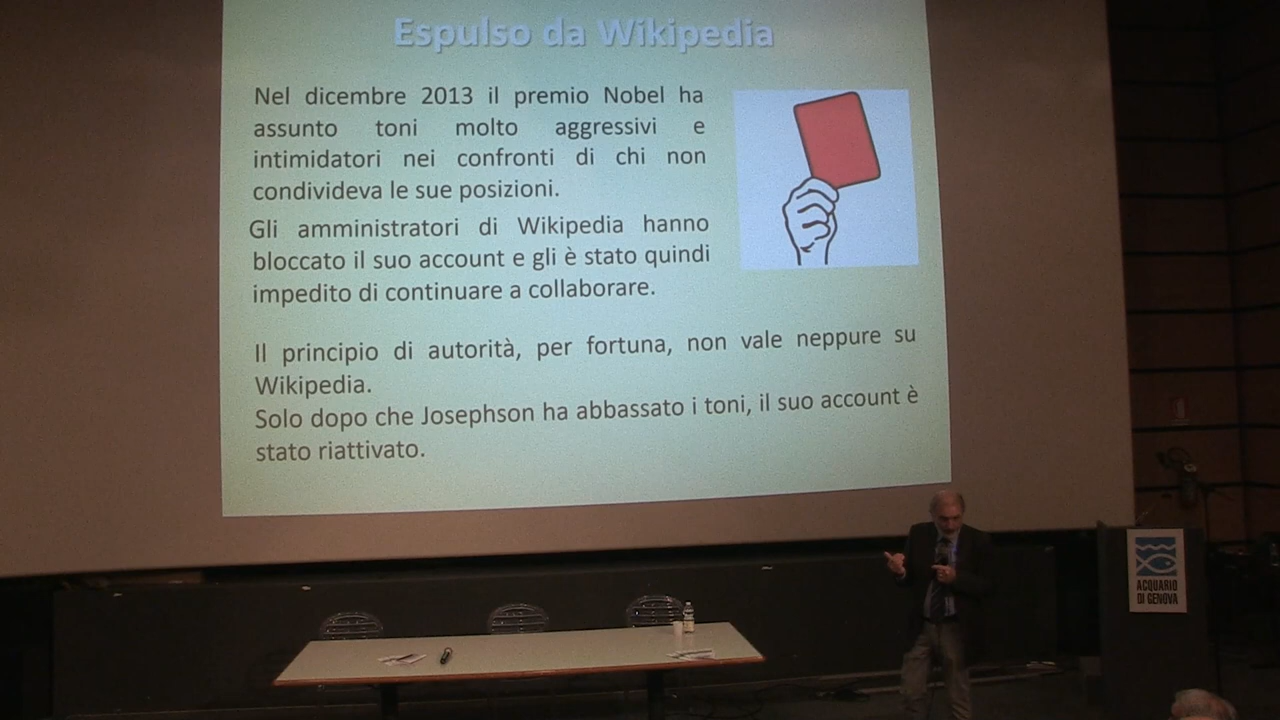 Espulso da Wikipedia
Nel dicembre 2013 il premio Nobel ha
assunto toni molto aggressivi e
intimidatori nei confronti di chi non
condivideva le sue posizioni.
Gli amministratori di Wikipedia hanno
bloccato il suo account e gli è stato quindi
impedito di continuare a collaborare.
Il principio di autorità, per fortuna, non vale neppure su
Wikipedia.
Solo dopo che Josephson ha abbassato i toni, il suo account è
stato riattivato.
ACQUARIO
DI GENOVA